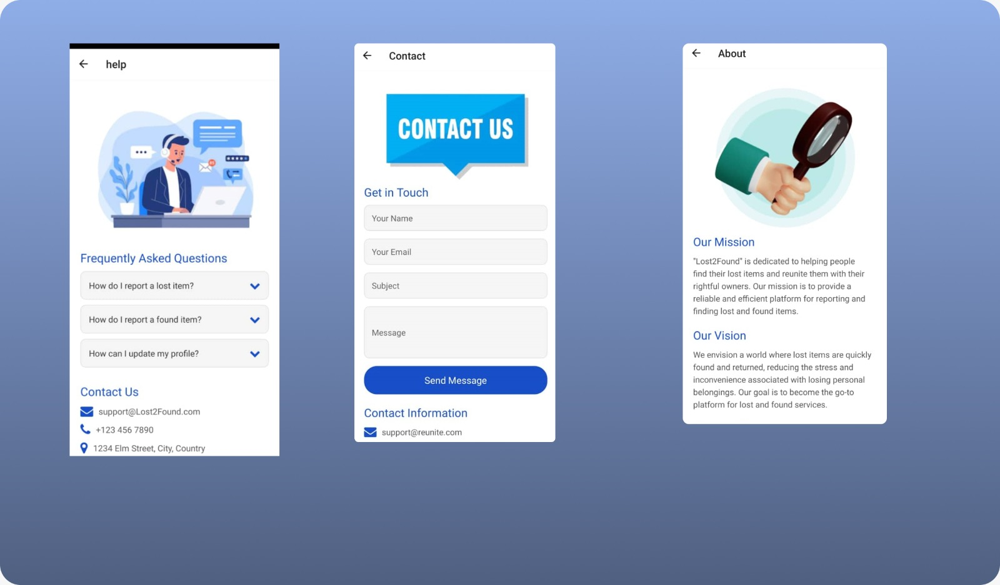 help
Frequently Asked Questions
How do I report a lost item?
How do I report a found item?
How can I update my profile?
Contact Us
support@Lost2Found.com
+123 456 7890
1234 Elm Street, City, Country
Contact
CONTACT US
Get in Touch
Your Name
Your Email
Subject
Message
Send Message
Contact Information
support@reunite.com
About
Our Mission
"Lost2Found" is dedicated to helping people
find their lost items and reunite them with their
rightful owners. Our mission is to provide a
reliable and efficient platform for reporting and
finding lost and found items.
Our Vision
We envision a world where lost items are quickly
found and returned, reducing the stress and
inconvenience associated with losing personal
belongings. Our goal is to become the go-to
platform for lost and found services.